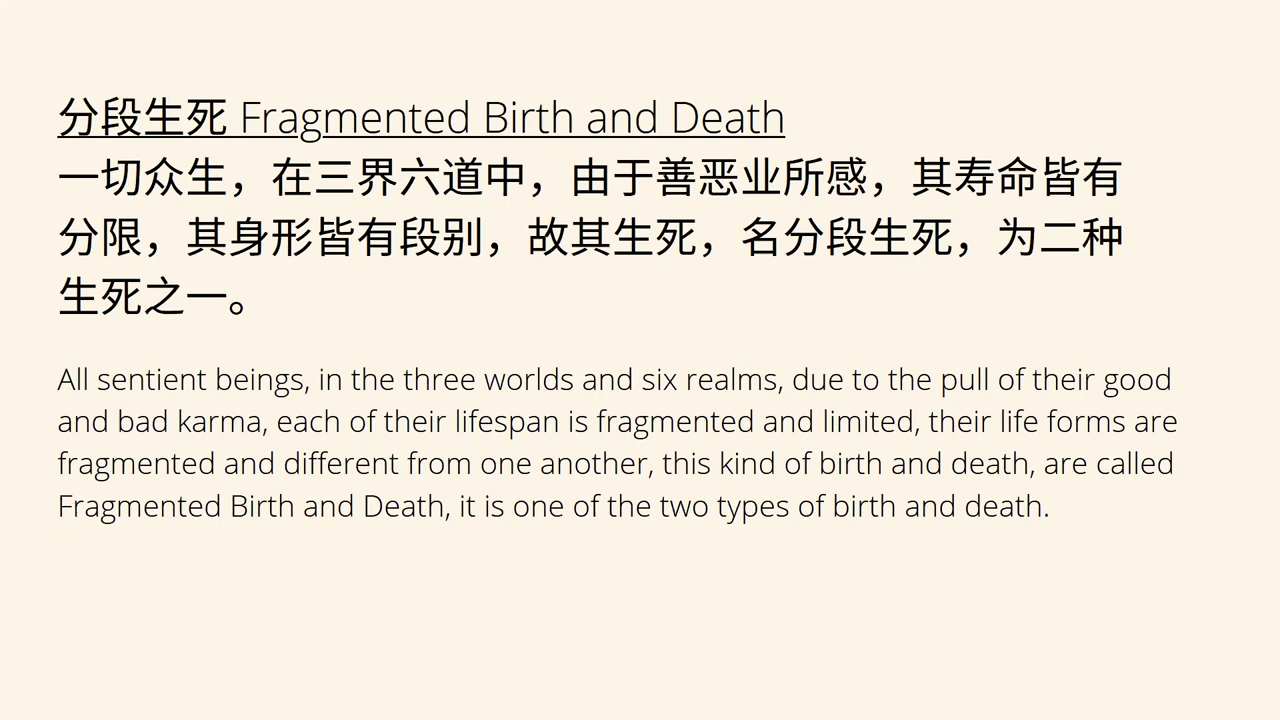 分段生死 Fragmented Birth and Death
一切众生，在三界六道中，由于善恶业所感，其寿命皆有
分限，其身形皆有段别，故其生死，名分段生死，为二种
生死之一。
All sentient beings, in the three worlds and six realms, due to the pull of their good
and bad karma, each of their lifespan is fragmented and limited, their life forms are
fragmented and different from one another, this kind of birth and death, are called
Fragmented Birth and Death, it is one of the two types of birth and death.